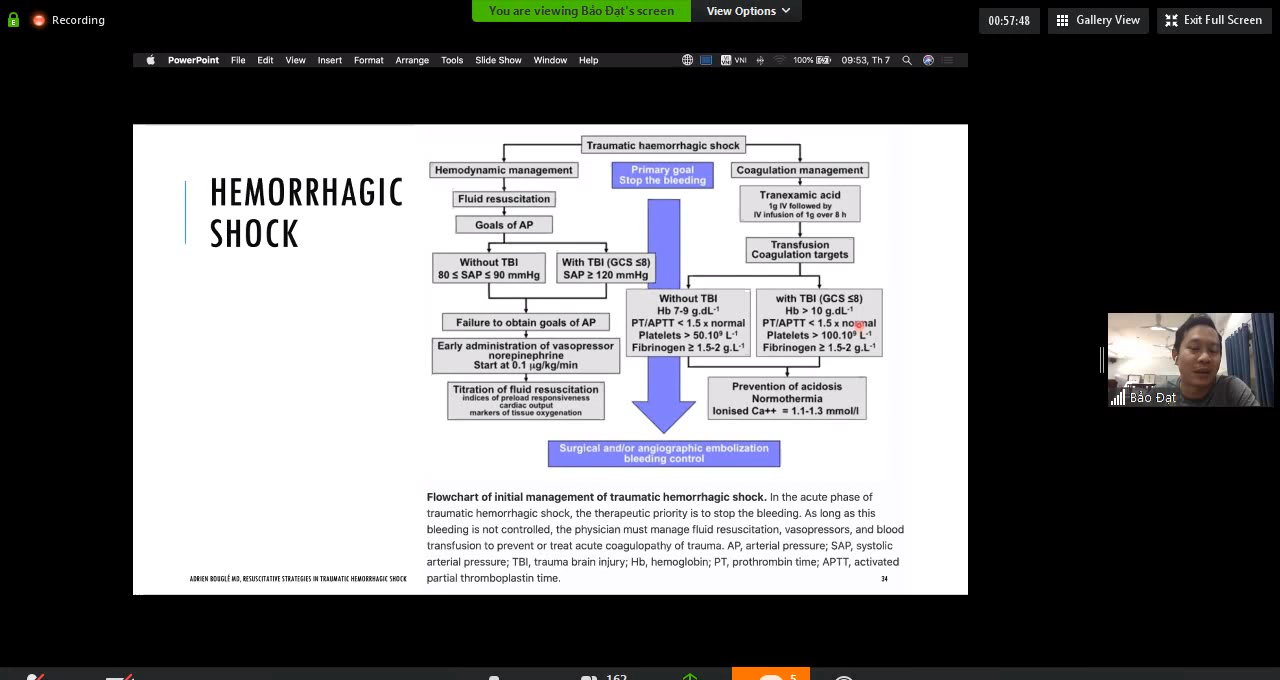 Recording
You are viewing Bảo Đạt's screen
View Options
00:57:48
Gallery View
Exit Full Screen
PowerPoint File Edit View Insert Format Arrange Tools Slide Show Window Help
VNI 100% 09:53, Th 7
HEMORRHAGIC
SHOCK
Traumatic haemorrhagic shock
Hemodynamic management
Fluid resuscitation
Goals of AP
Without TBI
80 ≤ SAP ≤ 90 mmHg
With TBI (GCS ≤8)
SAP ≥ 120 mmHg
Failure to obtain goals of AP
Early administration of vasopressor
norepinephrine
Start at 0.1 µg/kg/min
Titration of fluid resuscitation
indices of preload responsiveness
cardiac output
markers of tissue oxygenation
Primary goal
Stop the bleeding
Coagulation management
Tranexamic acid
1g IV followed by
IV infusion of 1g over 8 h
Transfusion
Coagulation targets
Without TBI
Hb 7-9 g.dL⁻¹
PT/APTT < 1.5 x normal
Platelets > 50.10⁹ L⁻¹
Fibrinogen ≥ 1.5-2 g.L⁻¹
with TBI (GCS ≤8)
Hb > 10 g.dL⁻¹
PT/APTT < 1.5 x normal
Platelets > 100.10⁹ L⁻¹
Fibrinogen ≥ 1.5-2 g.L⁻¹
Prevention of acidosis
Normothermia
Ionised Ca++ = 1.1-1.3 mmol/l
Surgical and/or angiographic embolization
bleeding control
Flowchart of initial management of traumatic hemorrhagic shock. In the acute phase of
traumatic hemorrhagic shock, the therapeutic priority is to stop the bleeding. As long as this
bleeding is not controlled, the physician must manage fluid resuscitation, vasopressors, and blood
transfusion to prevent or treat acute coagulopathy of trauma. AP, arterial pressure; SAP, systolic
arterial pressure; TBI, trauma brain injury; Hb, hemoglobin; PT, prothrombin time; APTT, activated
partial thromboplastin time.
ADRIEN BOUGLÉ MD, RESUSCITATIVE STRATEGIES IN TRAUMATIC HEMORRHAGIC SHOCK
34
Bảo Đạt
162
5